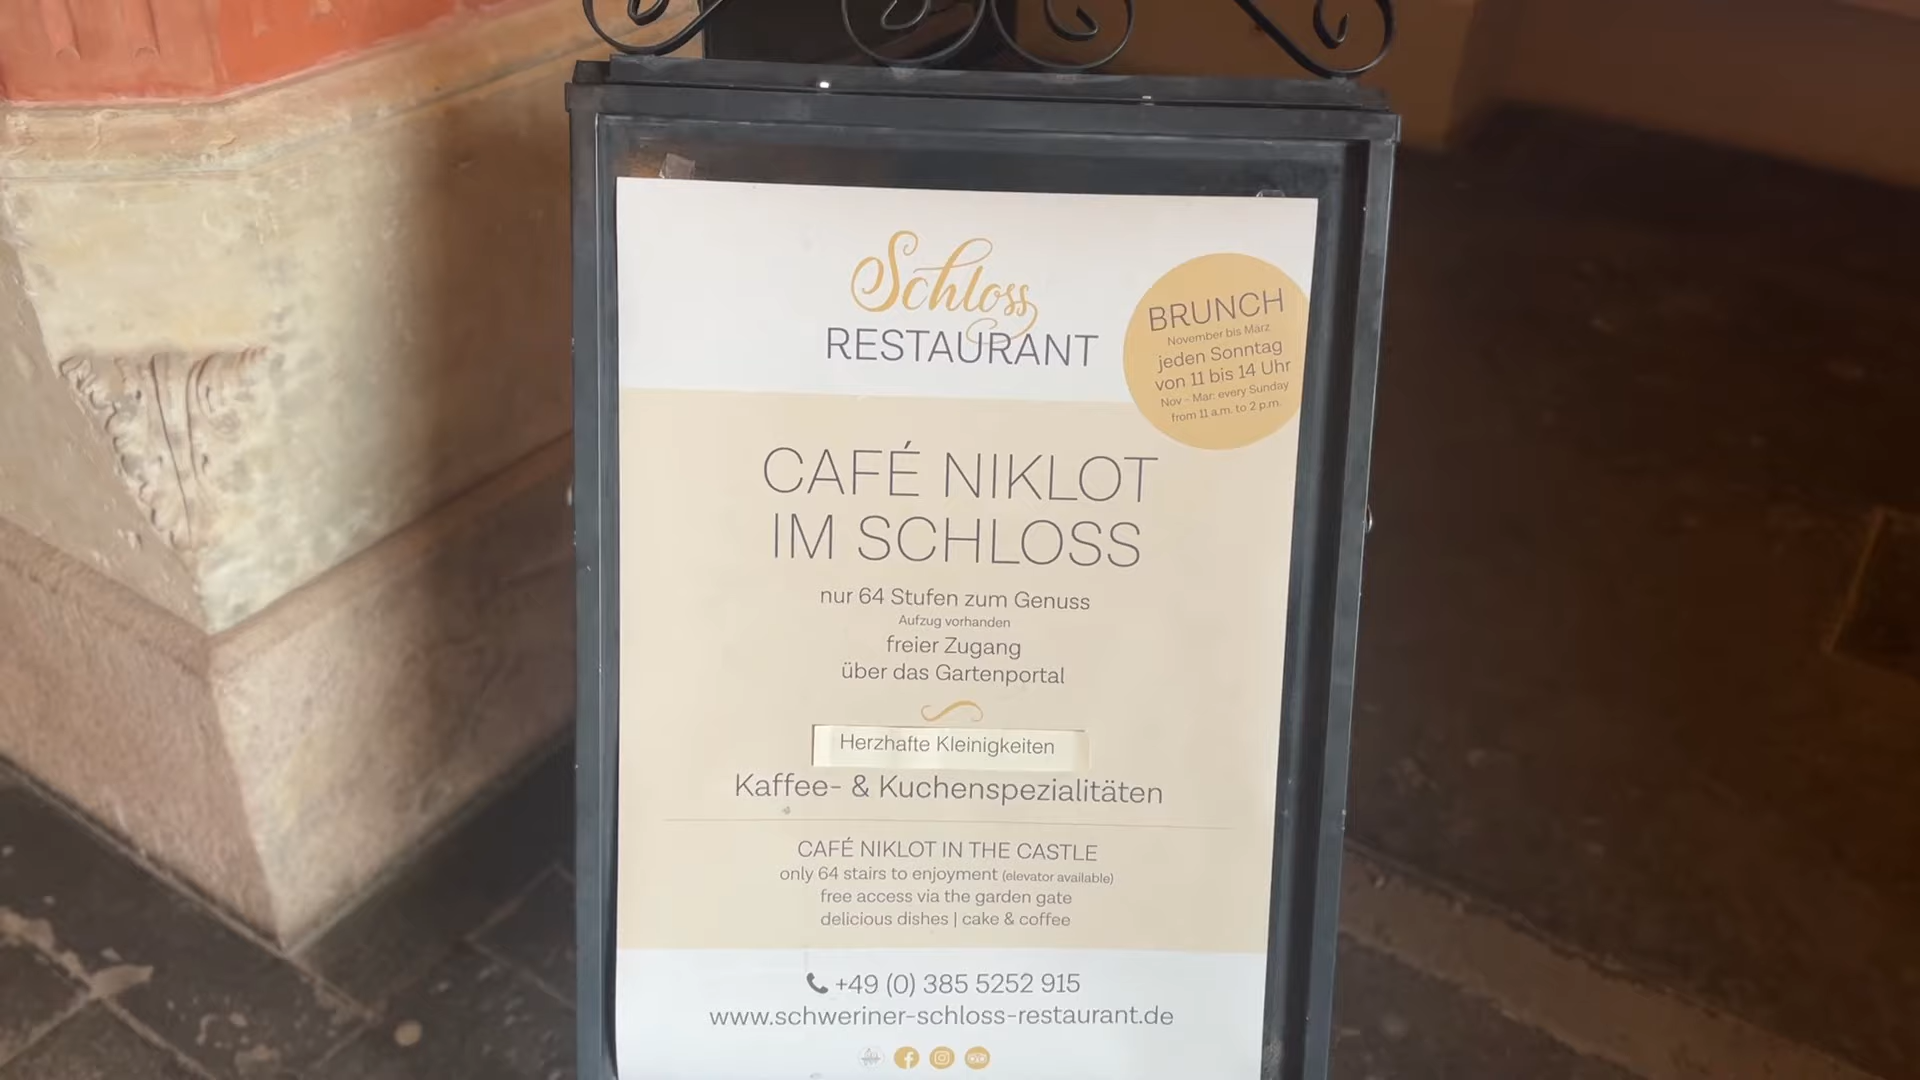 Schloss
RESTAURANT
BRUNCH
November bis März
jeden Sonntag
von 11 bis 14 Uhr
Nov - Mar: every Sunday
from 11 a.m. to 2 p.m.
CAFÉ NIKLOT
IM SCHLOSS
nur 64 Stufen zum Genuss
Aufzug vorhanden
freier Zugang
über das Gartenportal
Herzhafte Kleinigkeiten
Kaffee- & Kuchenspezialitäten
CAFÉ NIKLOT IN THE CASTLE
only 64 stairs to enjoyment (elevator available)
free access via the garden gate
delicious dishes | cake & coffee
+49 (0) 385 5252 915
www.schweriner-schloss-restaurant.de